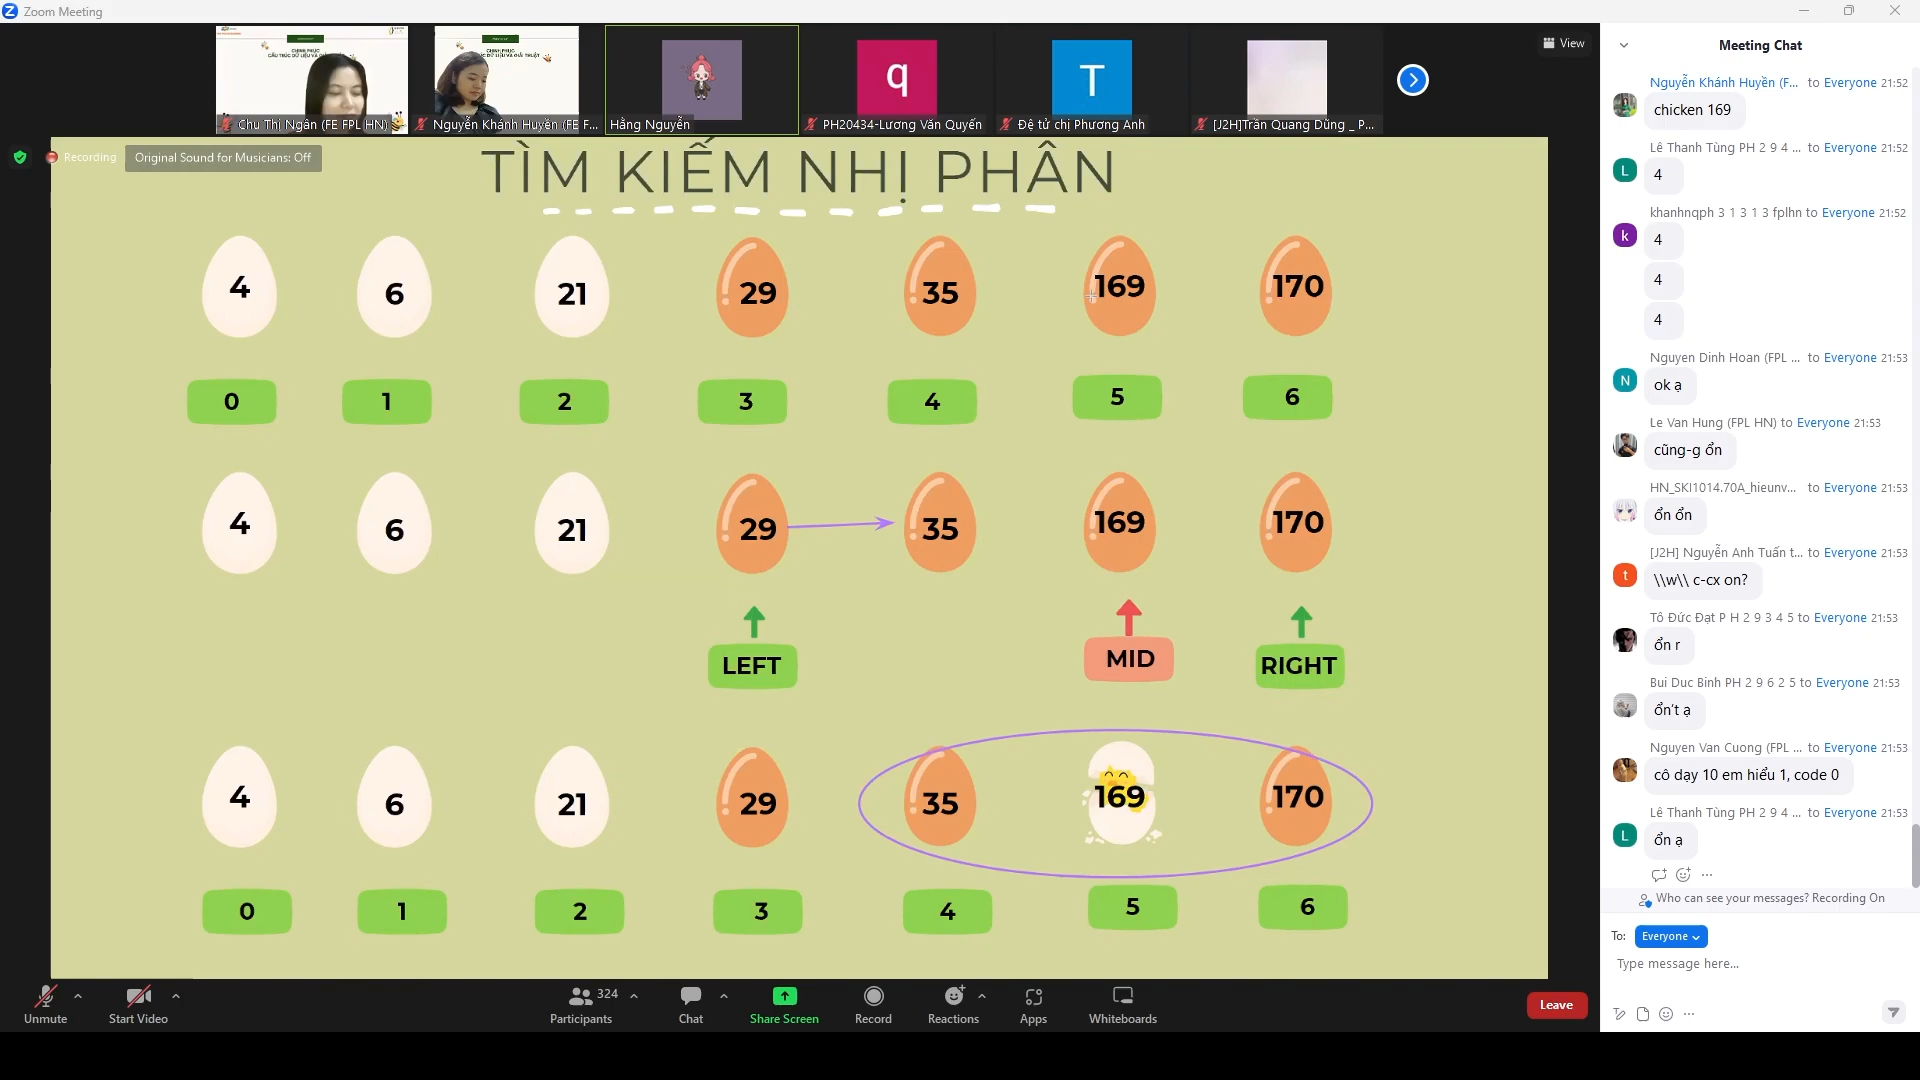 Zoom Meeting
CHINH PHỤC
CẤU TRÚC DỮ LIỆU VÀ GIẢI THUẬT
CHINH PHỤC
Chu Thị Ngân (FE FPL HN)
Nguyễn Khánh Huyền (FE F...
Hằng Nguyễn
q
PH20434-Lương Văn Quyến
T
Đệ tử chị Phương Anh
[J2H]Trần Quang Dũng _ P...
View
Recording
Original Sound for Musicians: Off
TÌM KIẾM NHỊ PHÂN
4 6 21 29 35 169 170
0 1 2 3 4 5 6
4 6 21 29 35 169 170
LEFT MID RIGHT
4 6 21 29 35 169 170
0 1 2 3 4 5 6
Unmute
Start Video
324
Participants
Chat
Share Screen
Record
Reactions
Apps
Whiteboards
Leave
Meeting Chat
Nguyễn Khánh Huyền (F... to Everyone 21:52
chicken 169
Lê Thanh Tùng PH 2 9 4 ... to Everyone 21:52
L
4
khanhnqph 3 1 3 1 3 fplhn to Everyone 21:52
k
4
4
4
Nguyen Dinh Hoan (FPL ... to Everyone 21:53
N
ok ạ
Le Van Hung (FPL HN) to Everyone 21:53
cũng-g ổn
HN_SKI1014.70A_hieunv... to Everyone 21:53
ổn ổn
[J2H] Nguyễn Anh Tuấn t... to Everyone 21:53
t
\\w\\ c-cx on?
Tô Đức Đạt P H 2 9 3 4 5 to Everyone 21:53
ổn r
Bui Duc Binh PH 2 9 6 2 5 to Everyone 21:53
ổn't ạ
Nguyen Van Cuong (FPL ... to Everyone 21:53
cô dạy 10 em hiểu 1, code 0
Lê Thanh Tùng PH 2 9 4 ... to Everyone 21:53
L
ổn ạ
Who can see your messages? Recording On
To: Everyone
Type message here...